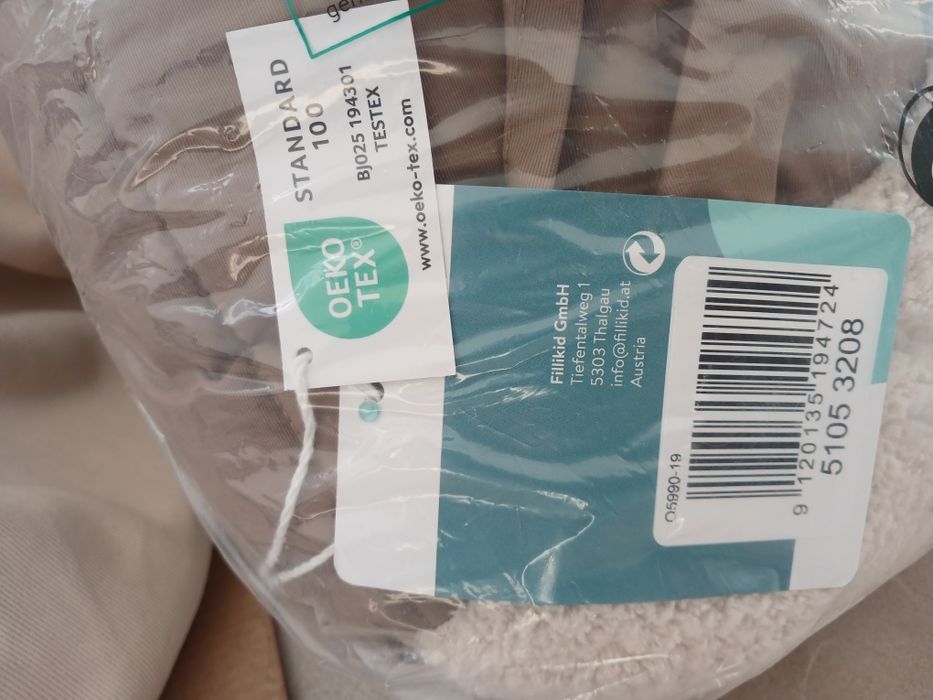 STANDARD
100
BJ025 194301
TESTEX
OEKO
TEX®
www.oeko-tex.com
Fillikid GmbH
Tiefentalweg 1
5303 Thalgau
info@fillikid.at
Austria
O5990-19
9 120135 194724
5105 3208